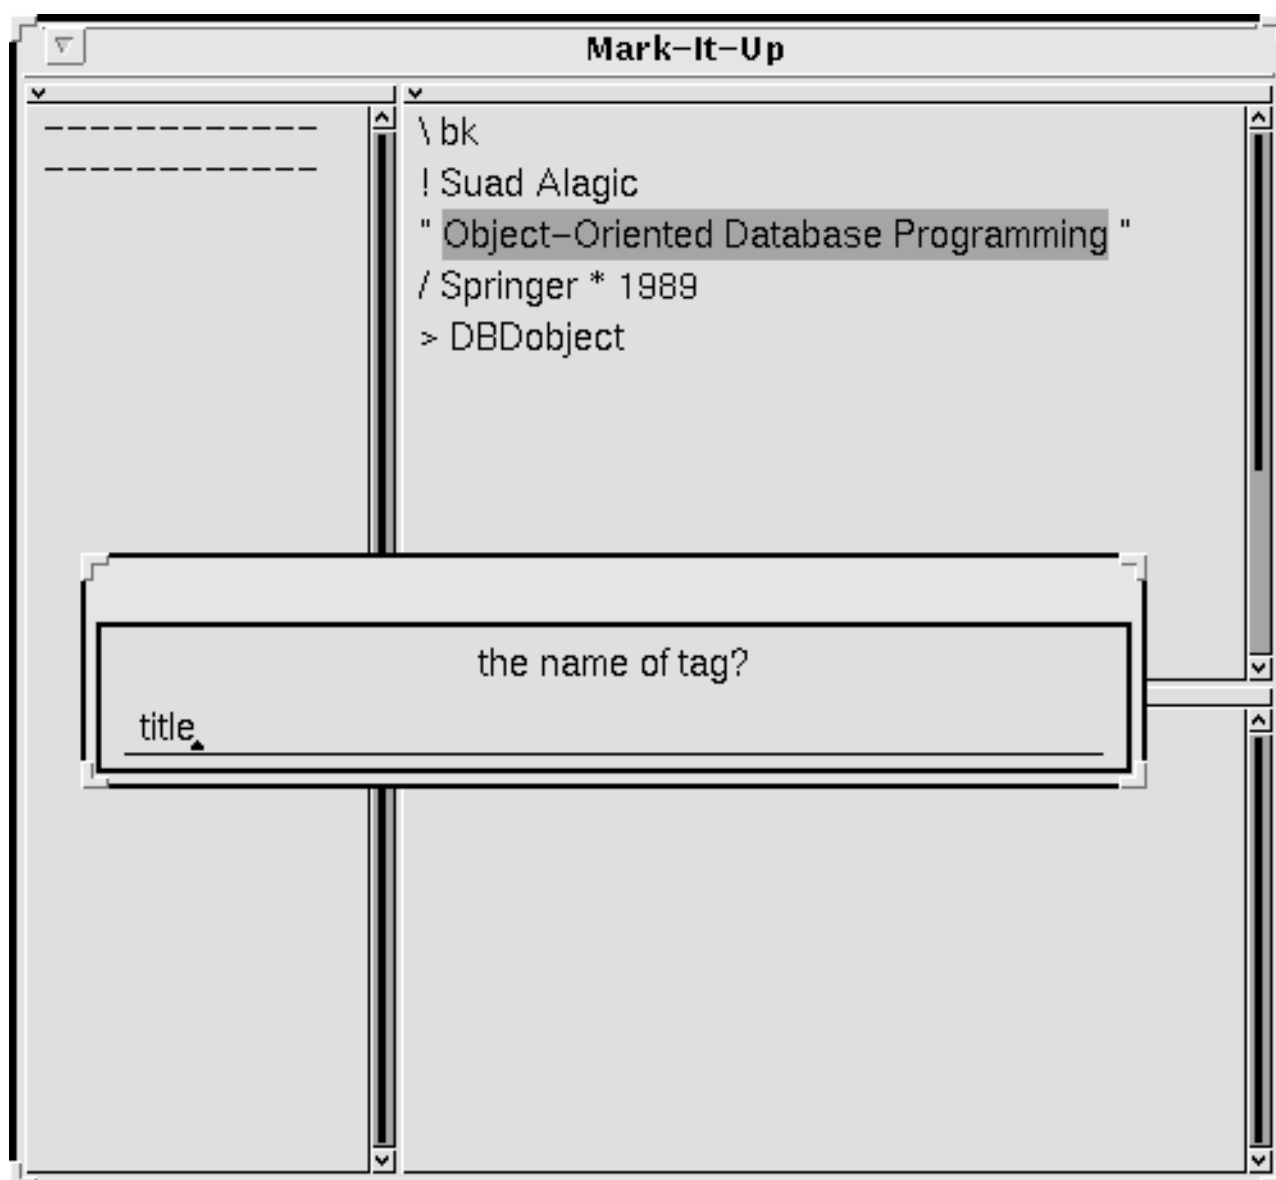 Mark-It-Up
------------
------------
\ bk
! Suad Alagic
" Object-Oriented Database Programming "
/ Springer * 1989
> DBDobject
the name of tag?
title